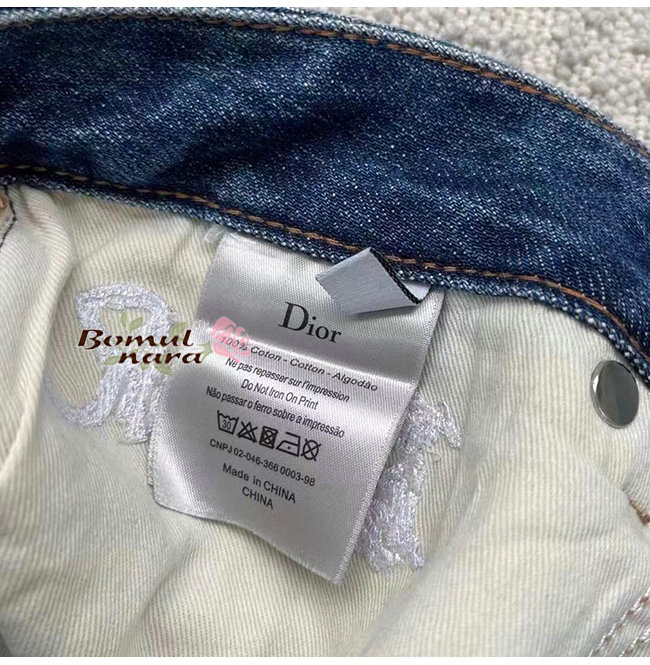 Dior
100% Coton - Cotton - Algodão
Ne pas repasser sur l'impression
Do Not Iron On Print
Não passar o ferro sobre a impressão
30
CNPJ 02-046-366 0003-98
Made in CHINA
CHINA
Bomul
nara